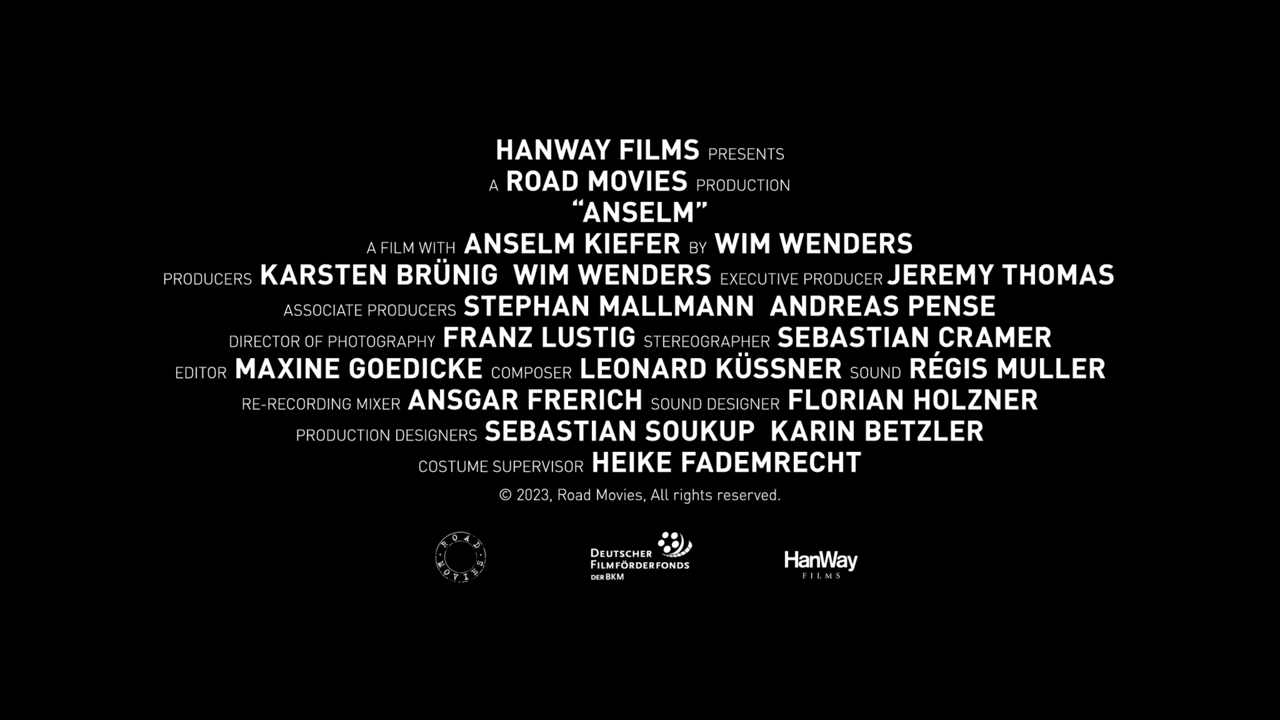 HANWAY FILMS PRESENTS
A ROAD MOVIES PRODUCTION
“ANSELM”
A FILM WITH ANSELM KIEFER BY WIM WENDERS
PRODUCERS KARSTEN BRÜNIG WIM WENDERS EXECUTIVE PRODUCER JEREMY THOMAS
ASSOCIATE PRODUCERS STEPHAN MALLMANN ANDREAS PENSE
DIRECTOR OF PHOTOGRAPHY FRANZ LUSTIG STEREOGRAPHER SEBASTIAN CRAMER
EDITOR MAXINE GOEDICKE COMPOSER LEONARD KÜSSNER SOUND RÉGIS MULLER
RE-RECORDING MIXER ANSGAR FRERICH SOUND DESIGNER FLORIAN HOLZNER
PRODUCTION DESIGNERS SEBASTIAN SOUKUP KARIN BETZLER
COSTUME SUPERVISOR HEIKE FADEMRECHT
© 2023, Road Movies, All rights reserved.
ROAD MOVIES
DEUTSCHER
FILMFÖRDERFONDS
DER BKM
HanWay
FILMS